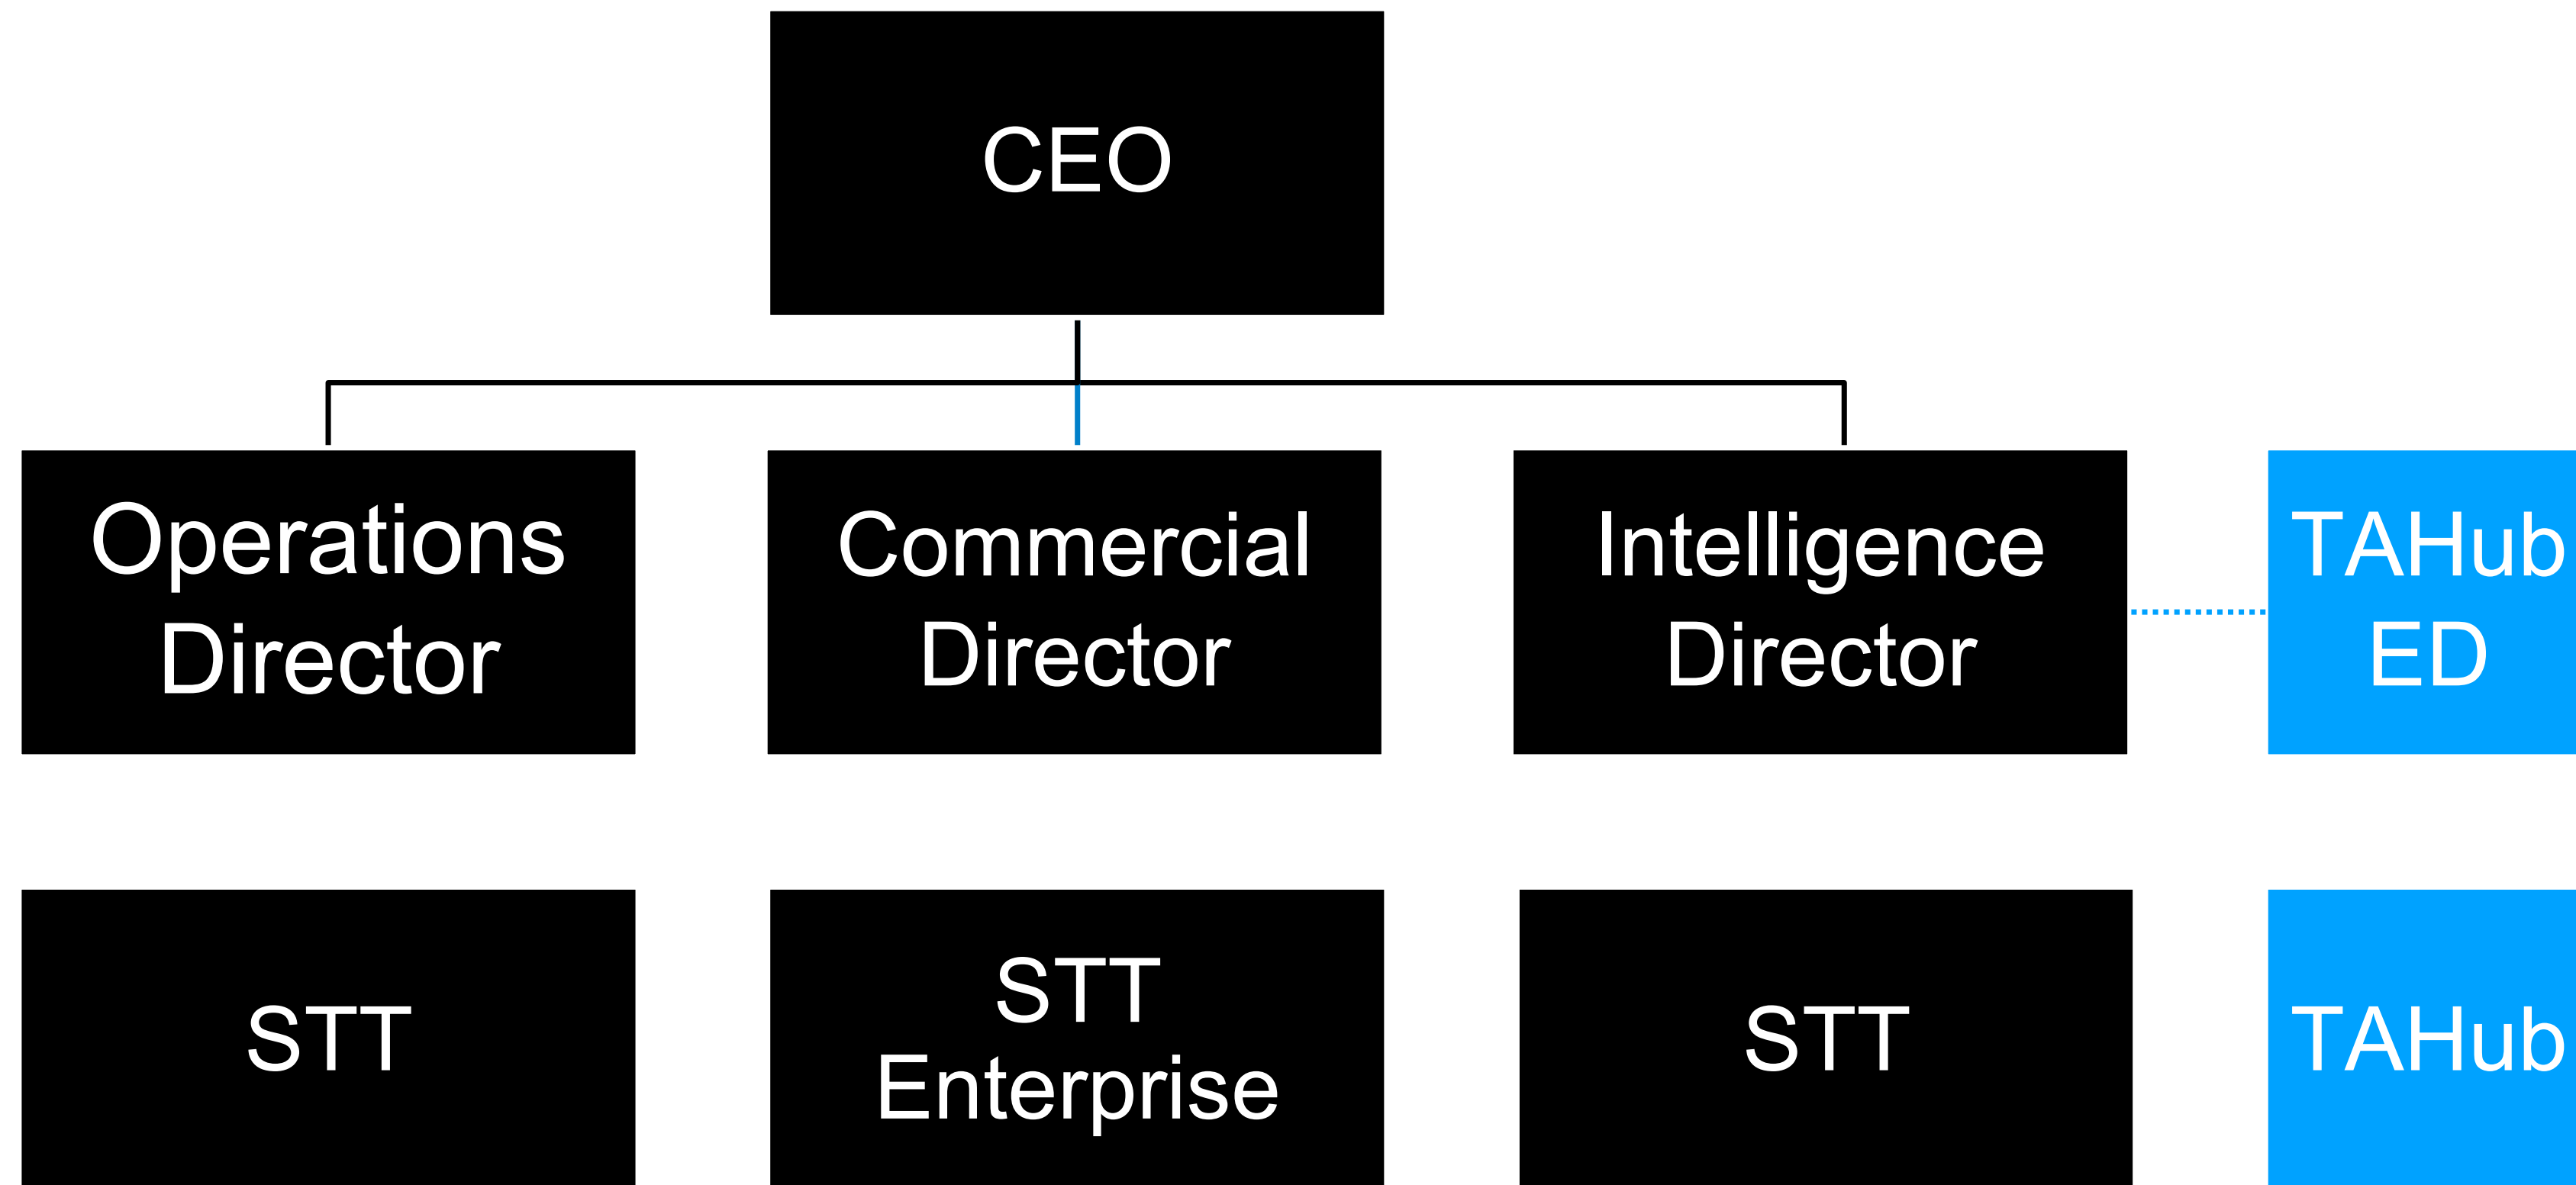 CEO
Operations
Director
Commercial
Director
Intelligence
Director
TAHub
ED
STT
STT
Enterprise
STT
TAHub